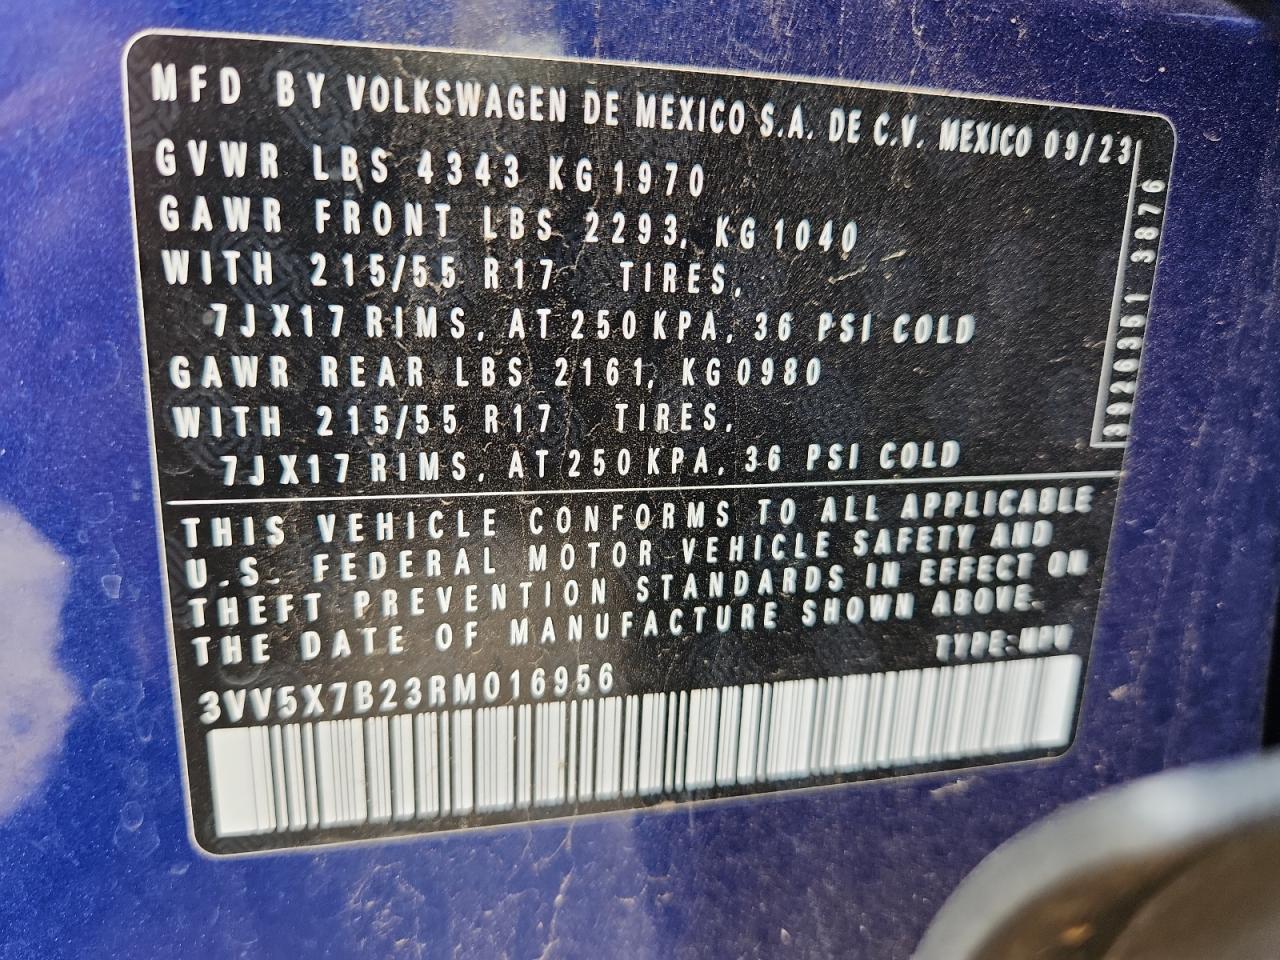 MFD BY VOLKSWAGEN DE MEXICO S.A. DE C.V. MEXICO 09/23
GVWR LBS 4343 KG 1970
GAWR FRONT LBS 2293, KG 1040
WITH 215/55 R17 TIRES,
7JX17 RIMS, AT 250 KPA, 36 PSI COLD
GAWR REAR LBS 2161, KG 0980
WITH 215/55 R17 TIRES,
7JX17 RIMS, AT 250 KPA, 36 PSI COLD
3926351 3876
THIS VEHICLE CONFORMS TO ALL APPLICABLE
U.S. FEDERAL MOTOR VEHICLE SAFETY AND
THEFT PREVENTION STANDARDS IN EFFECT ON
THE DATE OF MANUFACTURE SHOWN ABOVE.
TYPE:MPV
3VV5X7B23RM016956